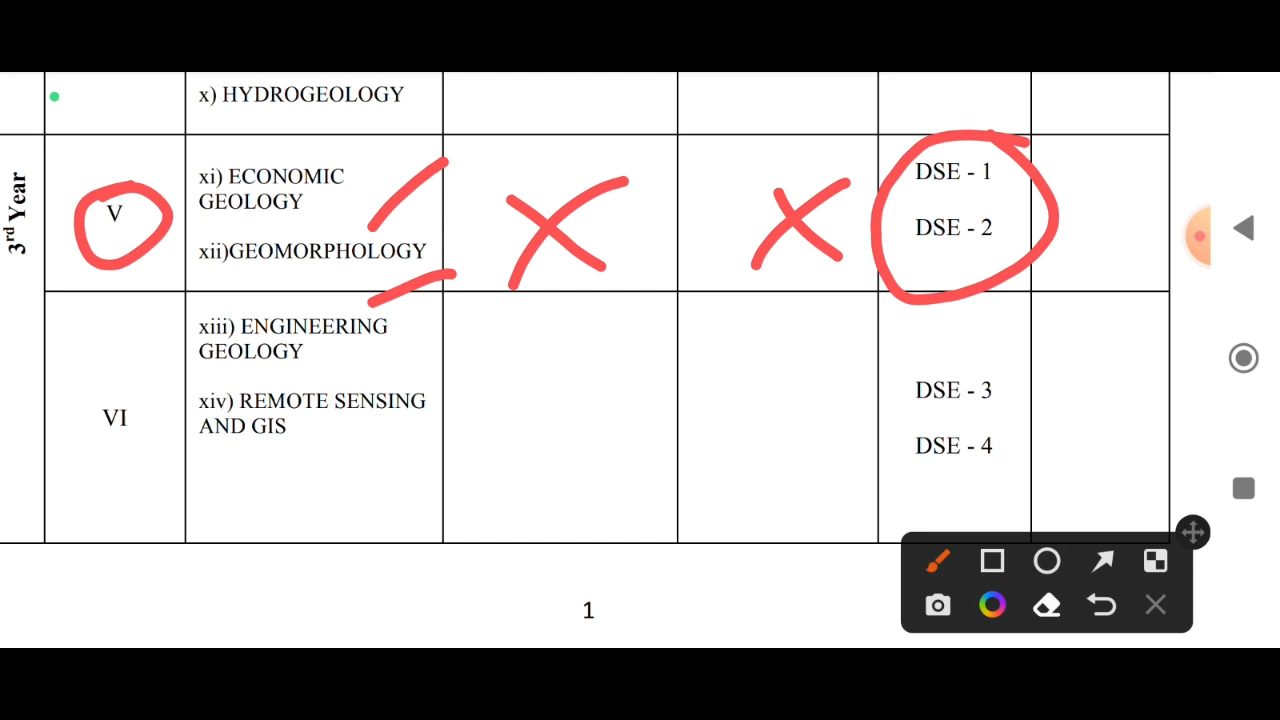 x) HYDROGEOLOGY
3rd Year
V
xi) ECONOMIC
GEOLOGY
xii)GEOMORPHOLOGY
DSE - 1
DSE - 2
VI
xiii) ENGINEERING
GEOLOGY
xiv) REMOTE SENSING
AND GIS
DSE - 3
DSE - 4
1